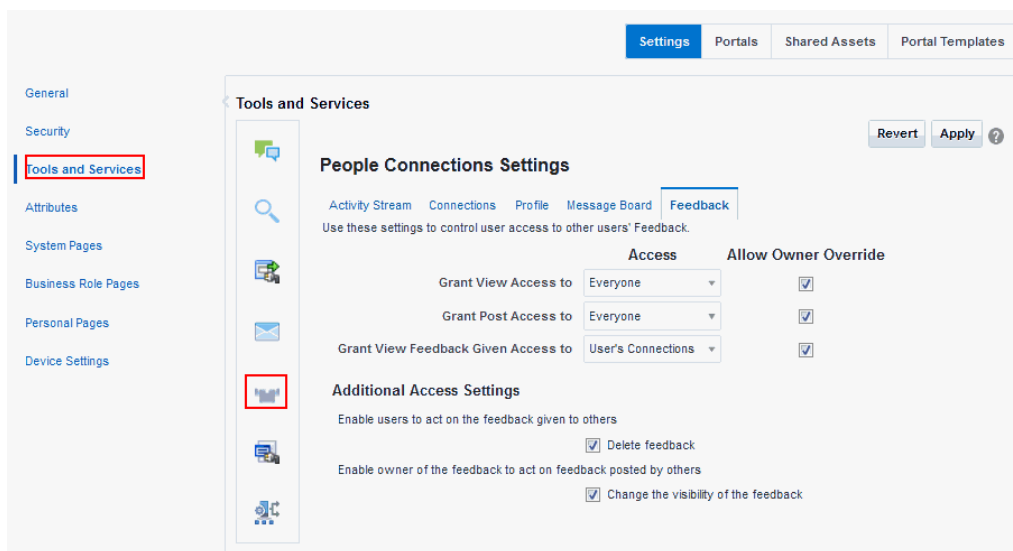 Settings Portals Shared Assets Portal Templates
General
Security
Tools and Services
Attributes
System Pages
Business Role Pages
Personal Pages
Device Settings
Tools and Services
Revert Apply ?
People Connections Settings
Activity Stream Connections Profile Message Board Feedback
Use these settings to control user access to other users' Feedback.
Access Allow Owner Override
Grant View Access to Everyone
Grant Post Access to Everyone
Grant View Feedback Given Access to User's Connections
Additional Access Settings
Enable users to act on the feedback given to others
Delete feedback
Enable owner of the feedback to act on feedback posted by others
Change the visibility of the feedback